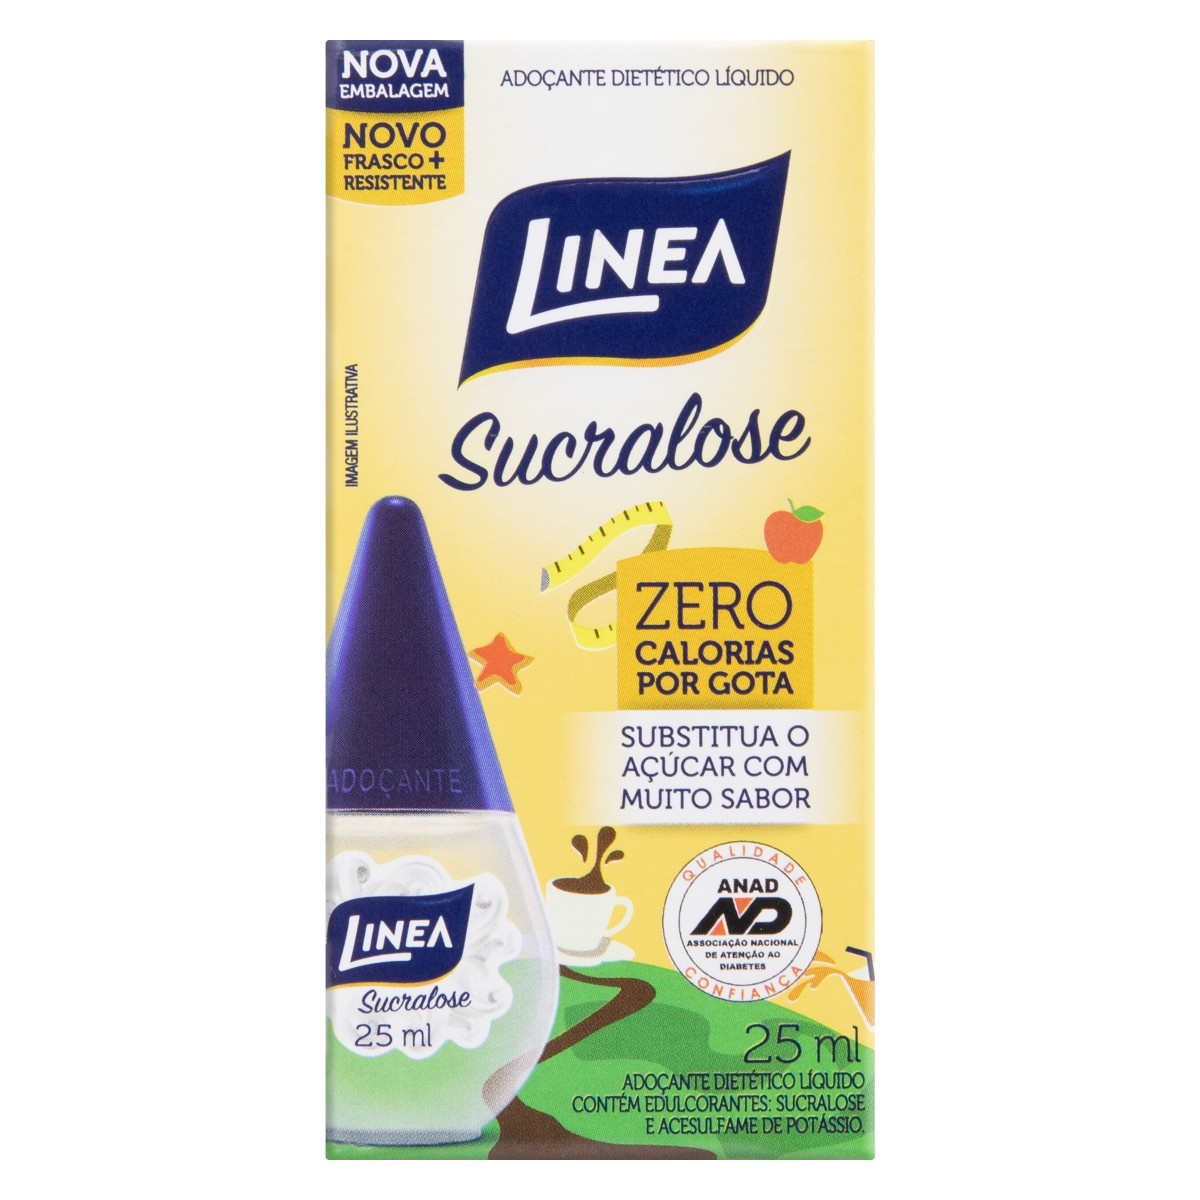 NOVA
EMBALAGEM
NOVO
FRASCO +
RESISTENTE
ADOÇANTE DIETÉTICO LÍQUIDO
LINEA
Sucralose
IMAGEM ILUSTRATIVA
ZERO
CALORIAS
POR GOTA
SUBSTITUA O
AÇÚCAR COM
MUITO SABOR
ADOÇANTE
LINEA
Sucralose
25 ml
QUALIDADE
ANAD
AND
ASSOCIAÇÃO NACIONAL
DE ATENÇÃO AO
DIABETES
CONFIANÇA
25 ml
ADOÇANTE DIETÉTICO LÍQUIDO
CONTÉM EDULCORANTES: SUCRALOSE
E ACESULFAME DE POTÁSSIO.